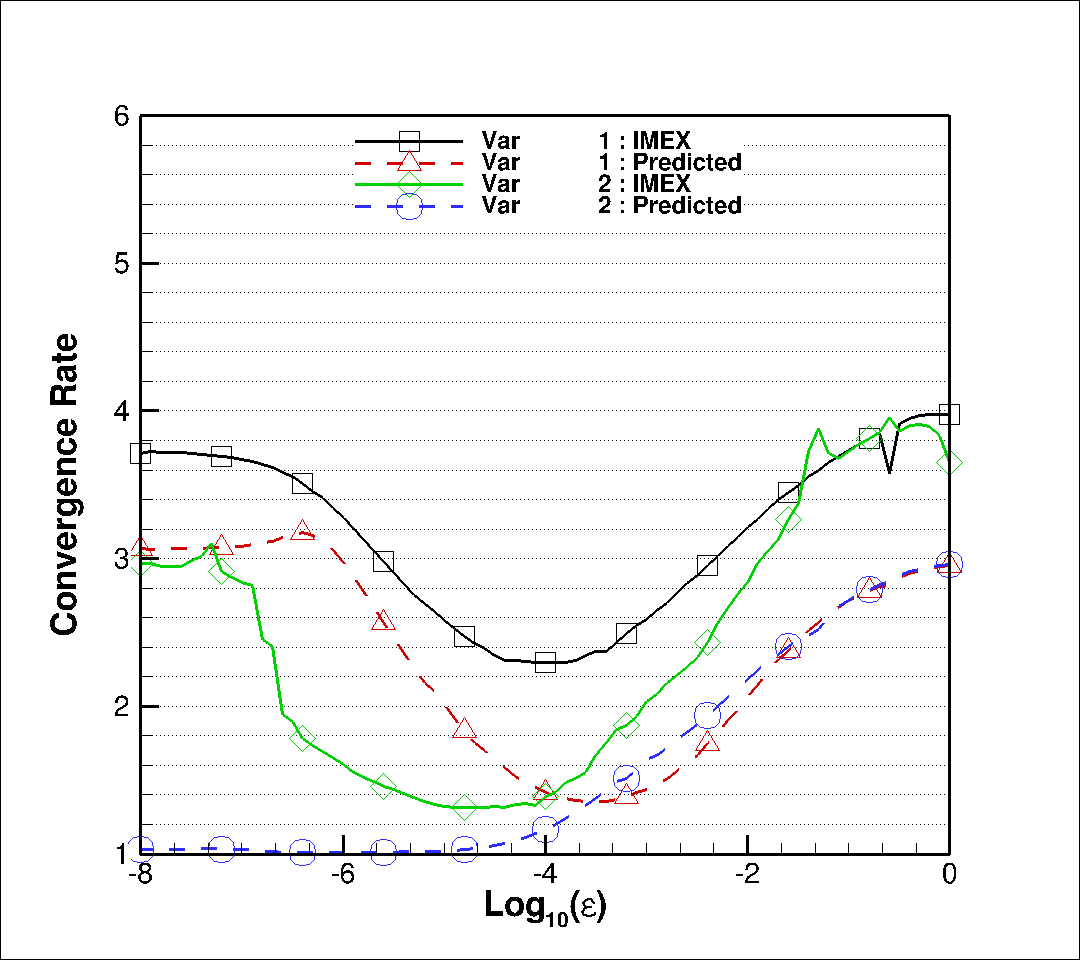 6
Var 1 : IMEX
Var 1 : Predicted
Var 2 : IMEX
Var 2 : Predicted
5
4
3
2
1
Convergence Rate
-8 -6 -4 -2 0
Log10(ε)